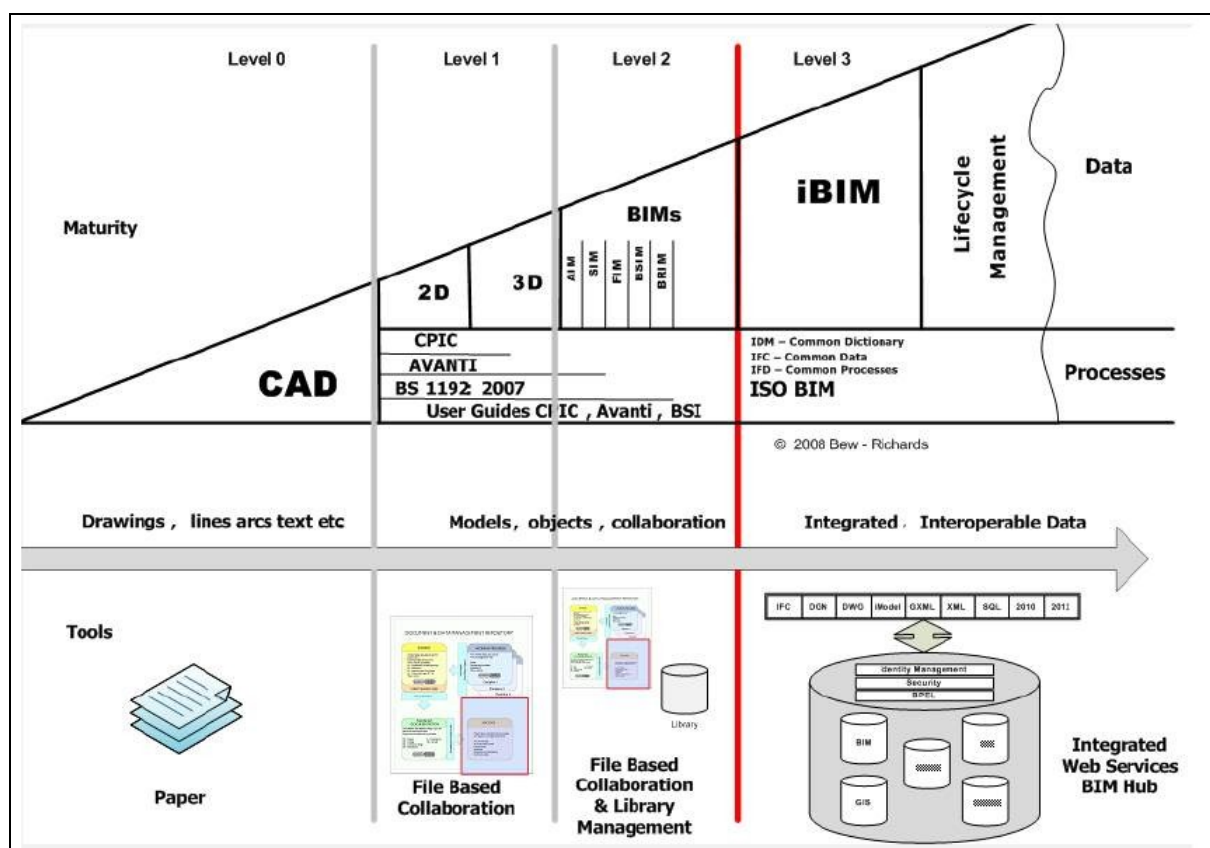 Level 0
Level 1
Level 2
Level 3
Maturity
CAD
2D
3D
BIMs
AIM
SIM
FIM
BSIM
BRIM
iBIM
Lifecycle
Management
Data
CPIC
AVANTI
BS 1192: 2007
User Guides CPIC , Avanti , BSI
IDM – Common Dictionary
IFC – Common Data
IFD – Common Processes
ISO BIM
Processes
© 2008 Bew - Richards
Drawings , lines arcs text etc
Models, objects , collaboration
Integrated , Interoperable Data
Tools
Paper
DOCUMENT & DATA MANAGEMENT REPOSITORY
File Based
Collaboration
Library
File Based
Collaboration
& Library
Management
IFC DGN DWG iModel GXML XML SQL 2010 2011
Identity Management
Security
BPEL
BIM
GIS
Integrated
Web Services
BIM Hub